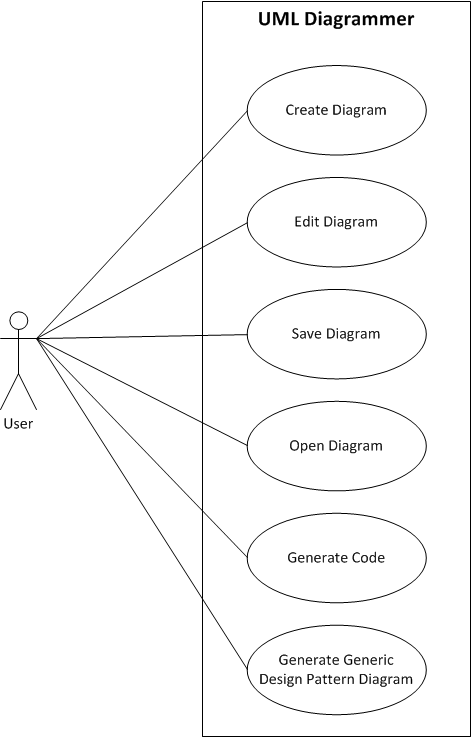 UML Diagrammer
Create Diagram
Edit Diagram
Save Diagram
User
Open Diagram
Generate Code
Generate Generic
Design Pattern Diagram